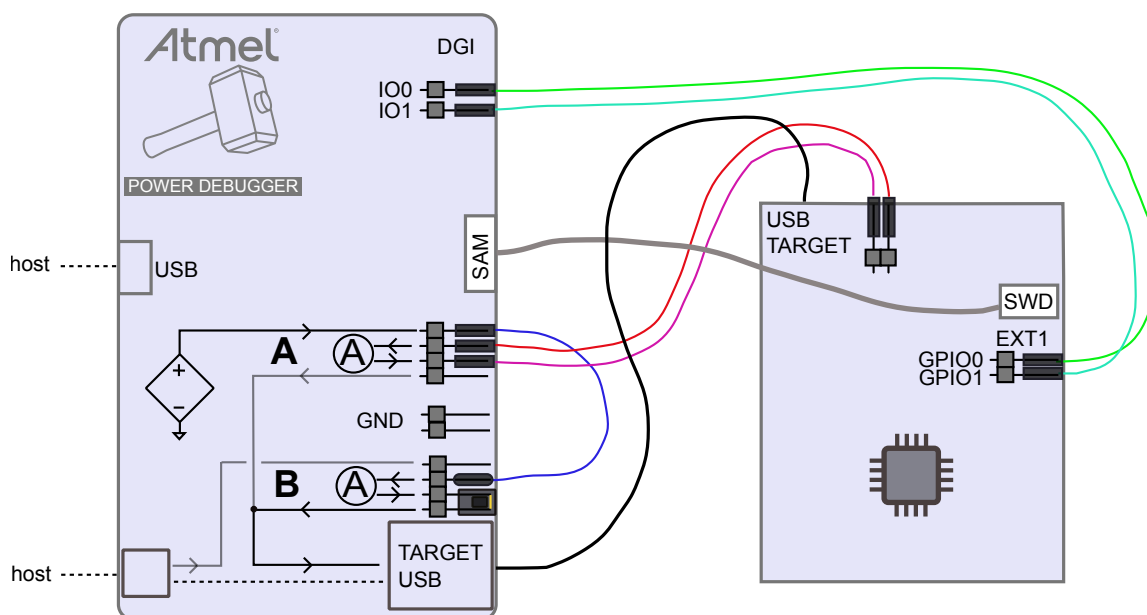 Atmel®
DGI
IO0
IO1
POWER DEBUGGER
USB
TARGET
host
USB
SAM
SWD
EXT1
A
A
GPIO0
GPIO1
GND
B
A
TARGET
USB
host